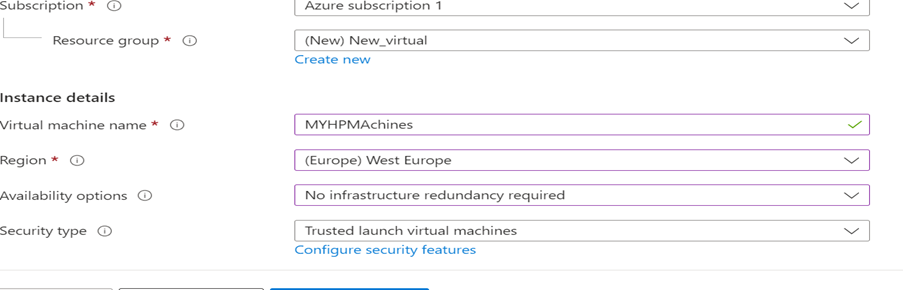 Subscription * Azure subscription 1
Resource group * (New) New_virtual
Create new
Instance details
Virtual machine name * MYHPMAchines
Region * (Europe) West Europe
Availability options No infrastructure redundancy required
Security type Trusted launch virtual machines
Configure security features